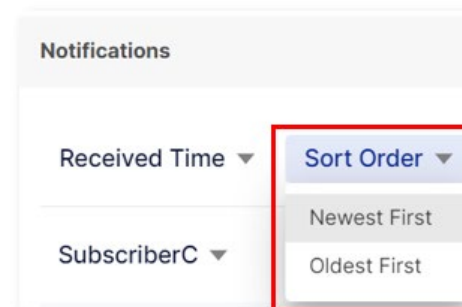 Notifications
Received Time Sort Order
Newest First
SubscriberC
Oldest First